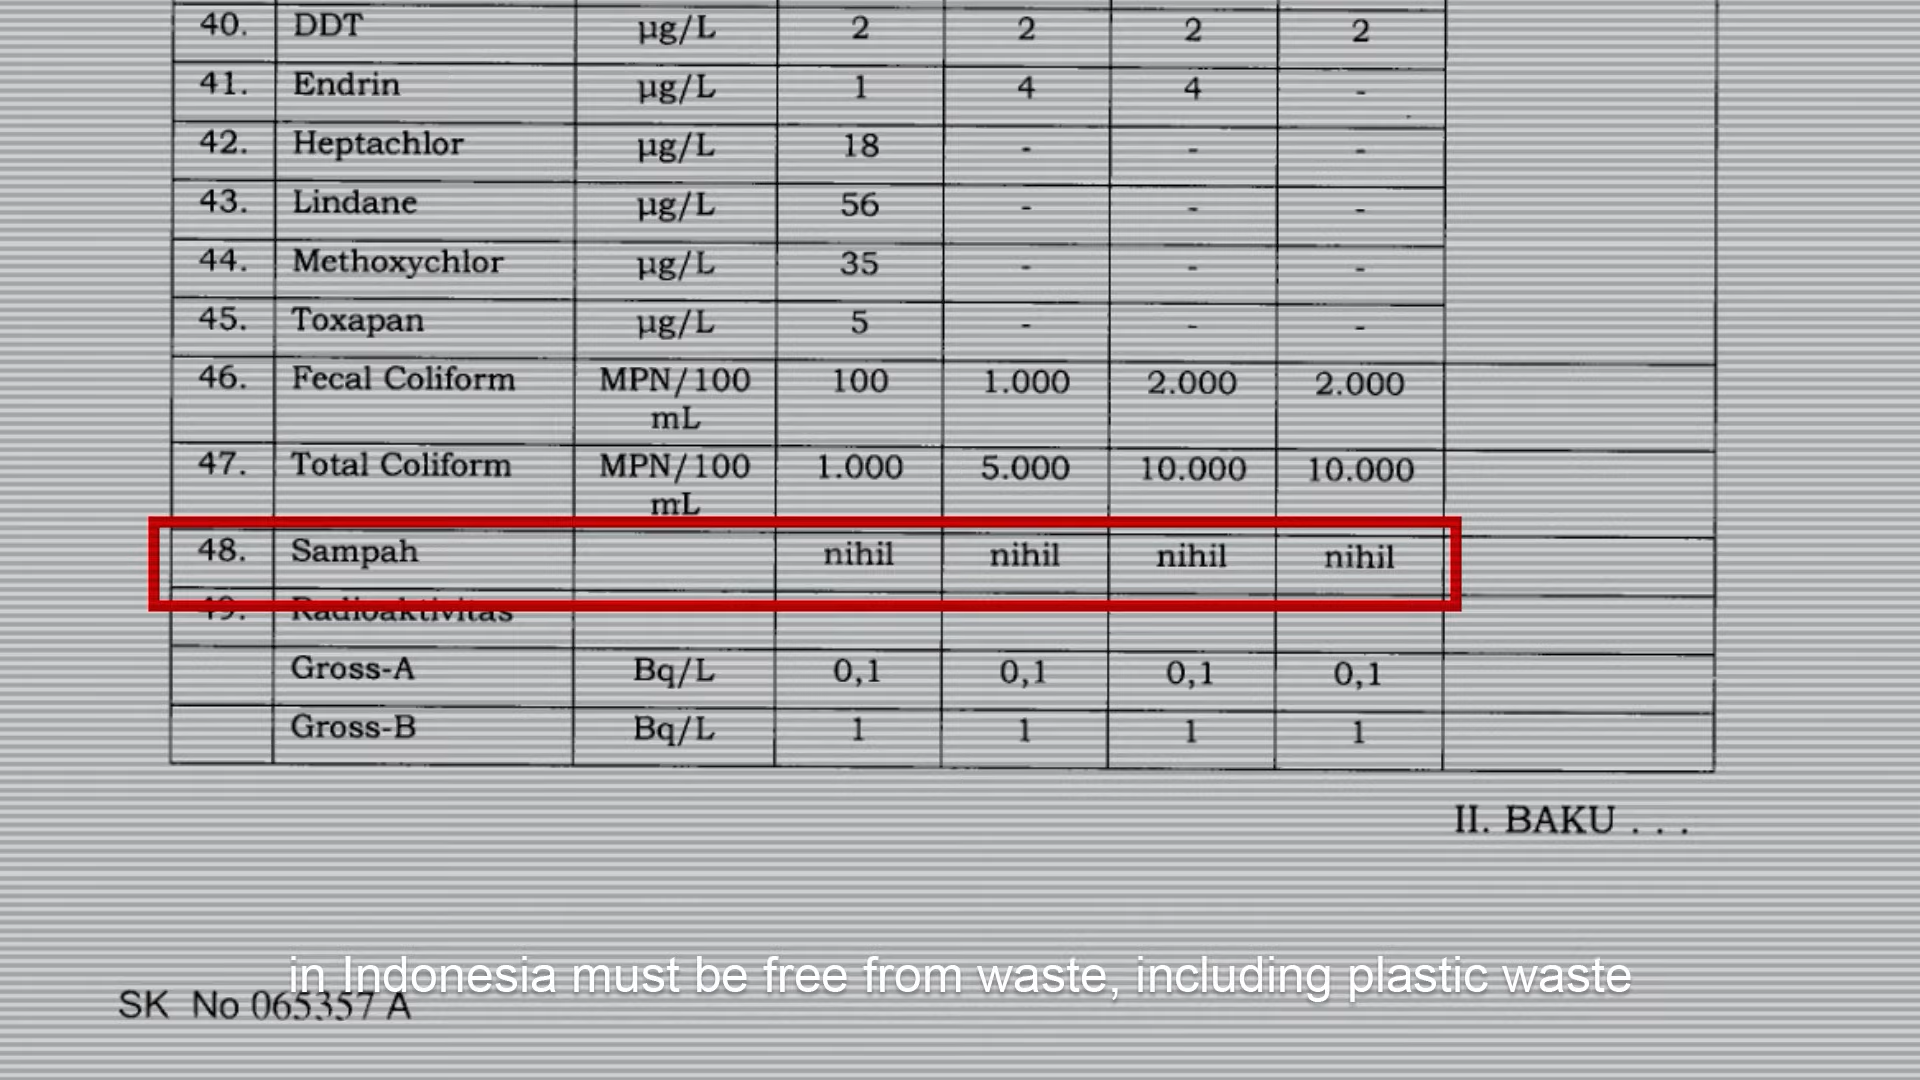 40. DDT µg/L 2 2 2 2
41. Endrin µg/L 1 4 4 -
42. Heptachlor µg/L 18 - - -
43. Lindane µg/L 56 - - -
44. Methoxychlor µg/L 35 - - -
45. Toxapan µg/L 5 - - -
46. Fecal Coliform MPN/100 100 1.000 2.000 2.000
mL
47. Total Coliform MPN/100 1.000 5.000 10.000 10.000
mL
48. Sampah nihil nihil nihil nihil
49. Radioaktivitas
Gross-A Bq/L 0,1 0,1 0,1 0,1
Gross-B Bq/L 1 1 1 1
II. BAKU . . .
in Indonesia must be free from waste, including plastic waste
SK No 065357 A